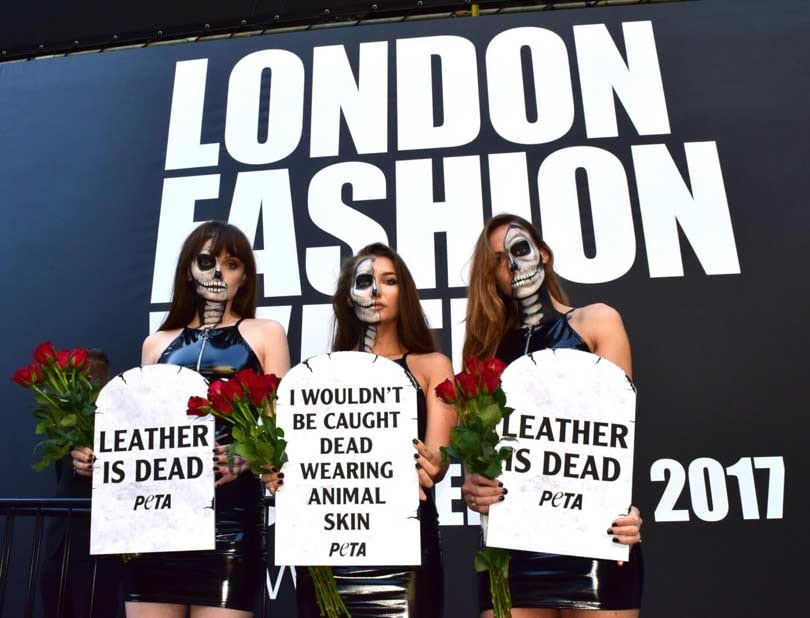 LONDON
FASHION
LEATHER
IS DEAD
PETA
I WOULDN'T
BE CAUGHT
DEAD
WEARING
ANIMAL
SKIN
PETA
LEATHER
IS DEAD
PETA
2017